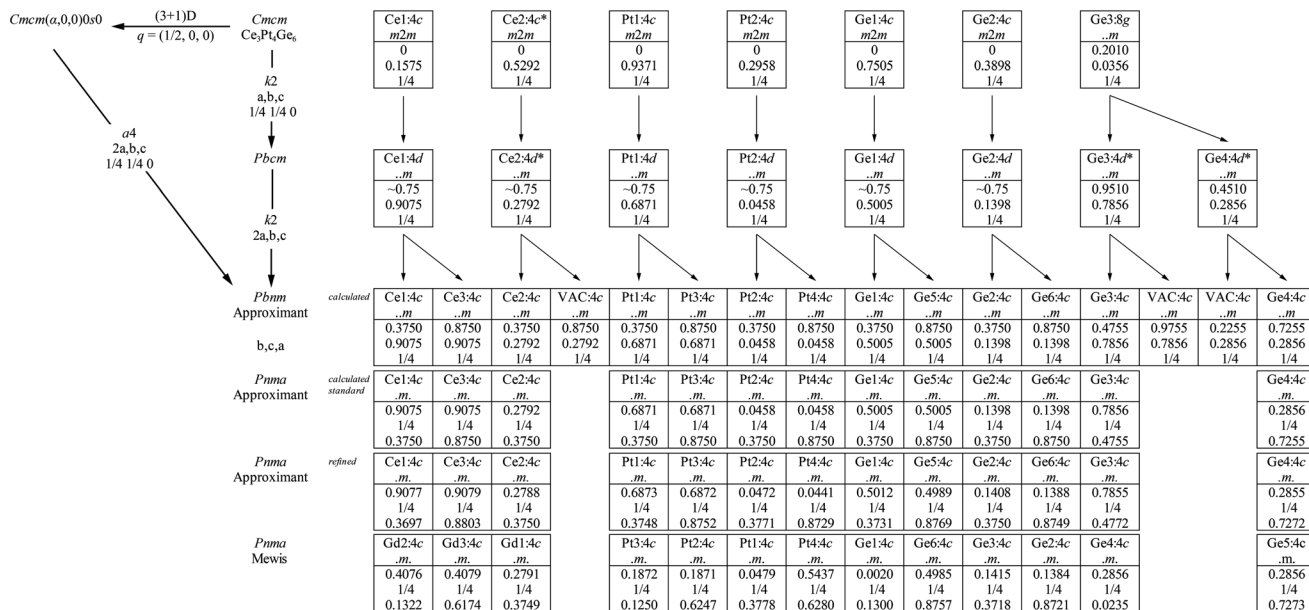 Cmcm(α,0,0)0s0 (3+1)D Cmcm
q = (1/2, 0, 0) Ce₃Pt₄Ge₆
Ce1:4c Ce2:4c* Pt1:4c Pt2:4c Ge1:4c Ge2:4c Ge3:8g
m2m m2m m2m m2m m2m m2m ..m
0 0 0 0 0 0 0.2010
0.1575 0.5292 0.9371 0.2958 0.7505 0.3898 0.0356
1/4 1/4 1/4 1/4 1/4 1/4 1/4
k2
a,b,c
1/4 1/4 0
a4
2a,b,c
1/4 1/4 0
Pbcm
Ce1:4d Ce2:4d* Pt1:4d Pt2:4d Ge1:4d Ge2:4d Ge3:4d* Ge4:4d*
..m ..m ..m ..m ..m ..m ..m ..m
~0.75 ~0.75 ~0.75 ~0.75 ~0.75 ~0.75 0.9510 0.4510
0.9075 0.2792 0.6871 0.0458 0.5005 0.1398 0.7856 0.2856
1/4 1/4 1/4 1/4 1/4 1/4 1/4 1/4
k2
2a,b,c
Pbnm calculated Ce1:4c Ce3:4c Ce2:4c VAC:4c Pt1:4c Pt3:4c Pt2:4c Pt4:4c Ge1:4c Ge5:4c Ge2:4c Ge6:4c Ge3:4c VAC:4c VAC:4c Ge4:4c
Approximant ..m ..m ..m ..m ..m ..m ..m ..m ..m ..m ..m ..m ..m ..m ..m ..m
0.3750 0.8750 0.3750 0.8750 0.3750 0.8750 0.3750 0.8750 0.3750 0.8750 0.3750 0.8750 0.4755 0.9755 0.2255 0.7255
b,c,a 0.9075 0.9075 0.2792 0.2792 0.6871 0.6871 0.0458 0.0458 0.5005 0.5005 0.1398 0.1398 0.7856 0.7856 0.2856 0.2856
1/4 1/4 1/4 1/4 1/4 1/4 1/4 1/4 1/4 1/4 1/4 1/4 1/4 1/4 1/4 1/4
Pnma calculated Ce1:4c Ce3:4c Ce2:4c Pt1:4c Pt3:4c Pt2:4c Pt4:4c Ge1:4c Ge5:4c Ge2:4c Ge6:4c Ge3:4c Ge4:4c
Approximant standard .m. .m. .m. .m. .m. .m. .m. .m. .m. .m. .m. .m. .m.
0.9075 0.9075 0.2792 0.6871 0.6871 0.0458 0.0458 0.5005 0.5005 0.1398 0.1398 0.7856 0.2856
1/4 1/4 1/4 1/4 1/4 1/4 1/4 1/4 1/4 1/4 1/4 1/4 1/4
0.3750 0.8750 0.3750 0.3750 0.8750 0.3750 0.8750 0.3750 0.8750 0.3750 0.8750 0.4755 0.7255
Pnma refined Ce1:4c Ce3:4c Ce2:4c Pt1:4c Pt3:4c Pt2:4c Pt4:4c Ge1:4c Ge5:4c Ge2:4c Ge6:4c Ge3:4c Ge4:4c
Approximant .m. .m. .m. .m. .m. .m. .m. .m. .m. .m. .m. .m. .m.
0.9077 0.9079 0.2788 0.6873 0.6872 0.0472 0.0441 0.5012 0.4989 0.1408 0.1388 0.7855 0.2855
1/4 1/4 1/4 1/4 1/4 1/4 1/4 1/4 1/4 1/4 1/4 1/4 1/4
0.3697 0.8803 0.3750 0.3748 0.8752 0.3771 0.8729 0.3731 0.8769 0.3750 0.8749 0.4772 0.7272
Pnma Gd2:4c Gd3:4c Gd1:4c Pt3:4c Pt2:4c Pt1:4c Pt4:4c Ge1:4c Ge6:4c Ge3:4c Ge2:4c Ge4:4c Ge5:4c
Mewis .m. .m. .m. .m. .m. .m. .m. .m. .m. .m. .m. .m. .m.
0.4076 0.4079 0.2791 0.1872 0.1871 0.0479 0.5437 0.0020 0.4985 0.1415 0.1384 0.2856 0.2856
1/4 1/4 1/4 1/4 1/4 1/4 1/4 1/4 1/4 1/4 1/4 1/4 1/4
0.1322 0.6174 0.3749 0.1250 0.6247 0.3778 0.6280 0.1300 0.8757 0.3718 0.8721 0.0235 0.7273